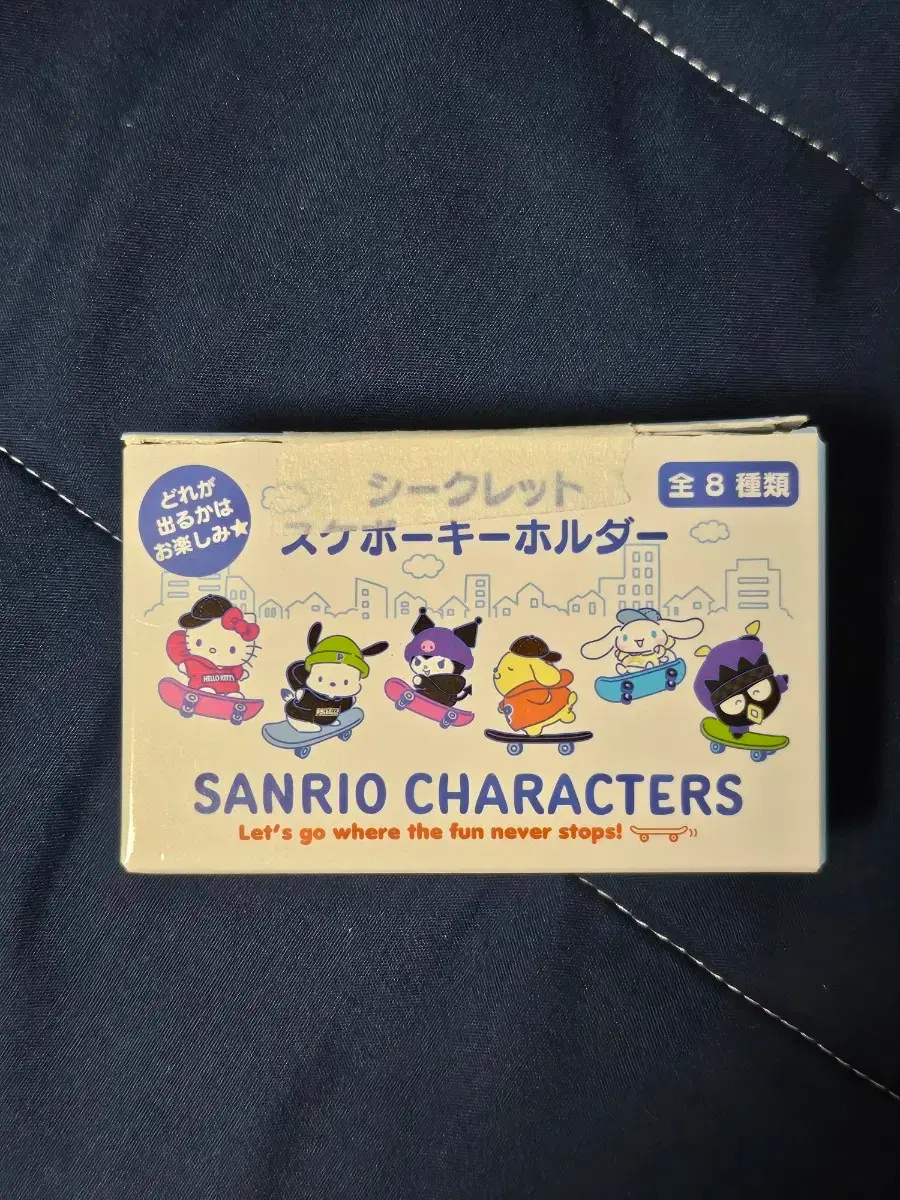 どれが
出るかは
お楽しみ★
シークレット
スケボーキーホルダー
全8種類
HELLO KITTY
P
SANRIO CHARACTERS
Let's go where the fun never stops!